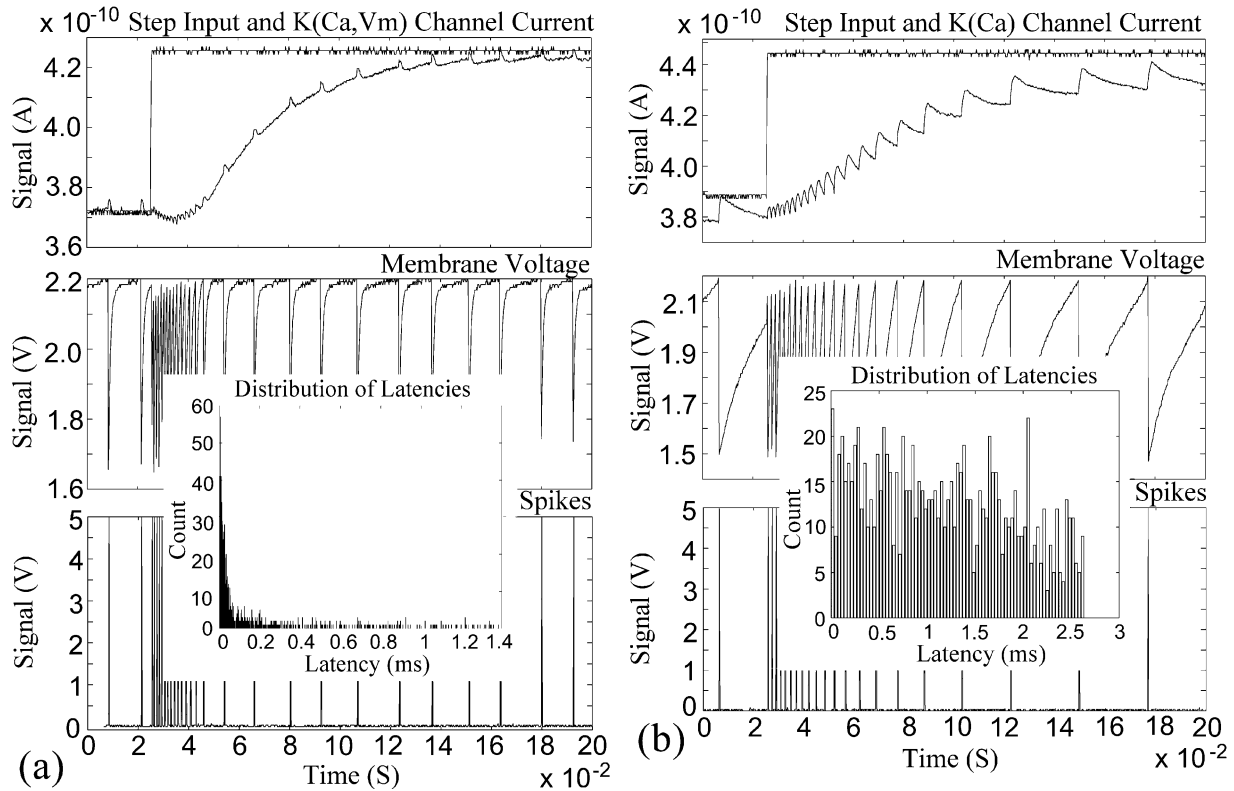 x 10-10
Step Input and K(Ca,Vm) Channel Current
4.2
4.0
3.8
3.6
Signal (A)
Membrane Voltage
2.2
2.0
1.8
1.6
Signal (V)
Distribution of Latencies
60
50
40
30
20
10
0
Count
0 0.2 0.4 0.6 0.8 1 1.2 1.4
Latency (ms)
Spikes
5
4
3
2
1
0
Signal (V)
0 2 4 6 8 10 12 14 16 18 20
(a)
Time (S)
x 10-2
x 10-10
Step Input and K(Ca) Channel Current
4.4
4.2
4.0
3.8
Signal (A)
Membrane Voltage
2.1
1.9
1.7
1.5
Signal (V)
Distribution of Latencies
25
20
15
10
5
0
Count
0 0.5 1 1.5 2 2.5 3
Latency (ms)
Spikes
5
4
3
2
1
0
Signal (V)
0 2 4 6 8 10 12 14 16 18 20
(b)
Time (S)
x 10-2